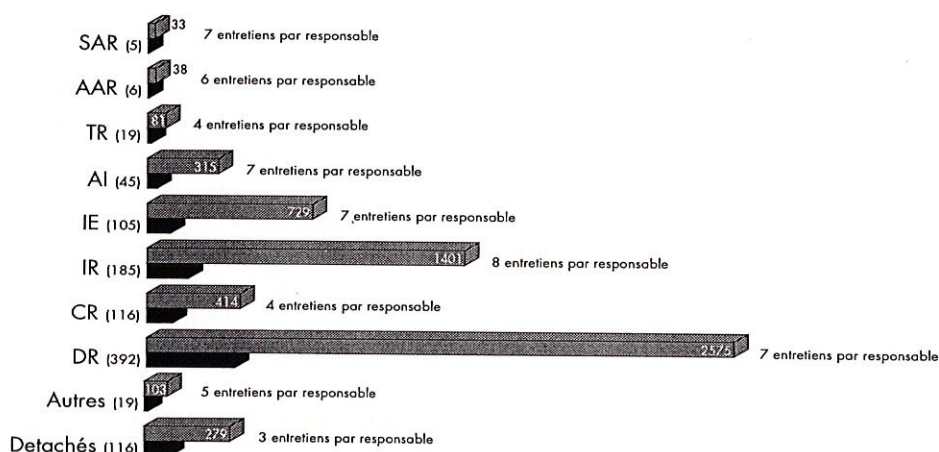 SAR (5) 33 7 entretiens par responsable
AAR (6) 38 6 entretiens par responsable
TR (19) 81 4 entretiens par responsable
AI (45) 315 7 entretiens par responsable
IE (105) 729 7 entretiens par responsable
IR (185) 1401 8 entretiens par responsable
CR (116) 414 4 entretiens par responsable
DR (392) 2575 7 entretiens par responsable
Autres (19) 103 5 entretiens par responsable
Detachés (116) 279 3 entretiens par responsable